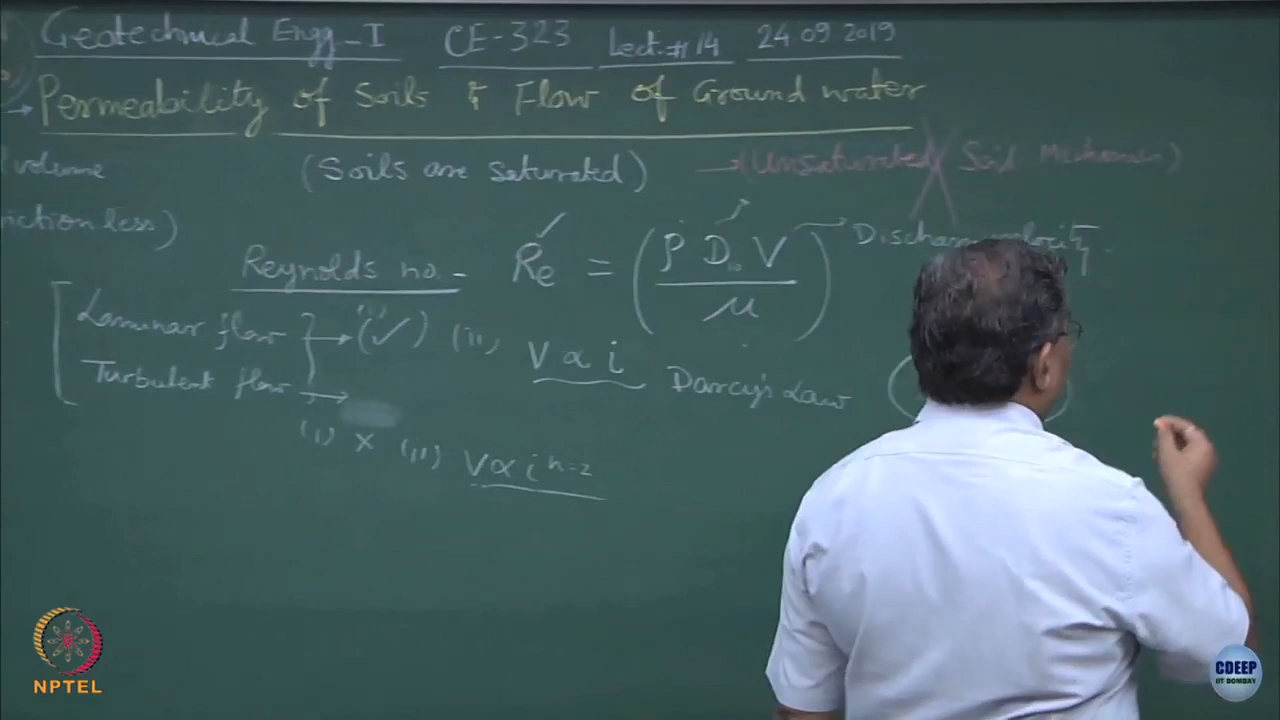 Geotechnical Engg-I CE-323 Lect.#14 24.09 2019
Permeability of Soils & Flow of Ground water
volume (Soils are saturated) →(Unsaturated Soil Mechanics)
rictionless)
Reynolds no. Re = (ρ D₁₀ V / μ) → Discharge velocity.
Laminar flow → (i) (✓) (ii) V ∝ i Darcy's Law
Turbulent flow →
(i) × (ii) V ∝ i^n=2
NPTEL
CDEEP
IIT BOMBAY